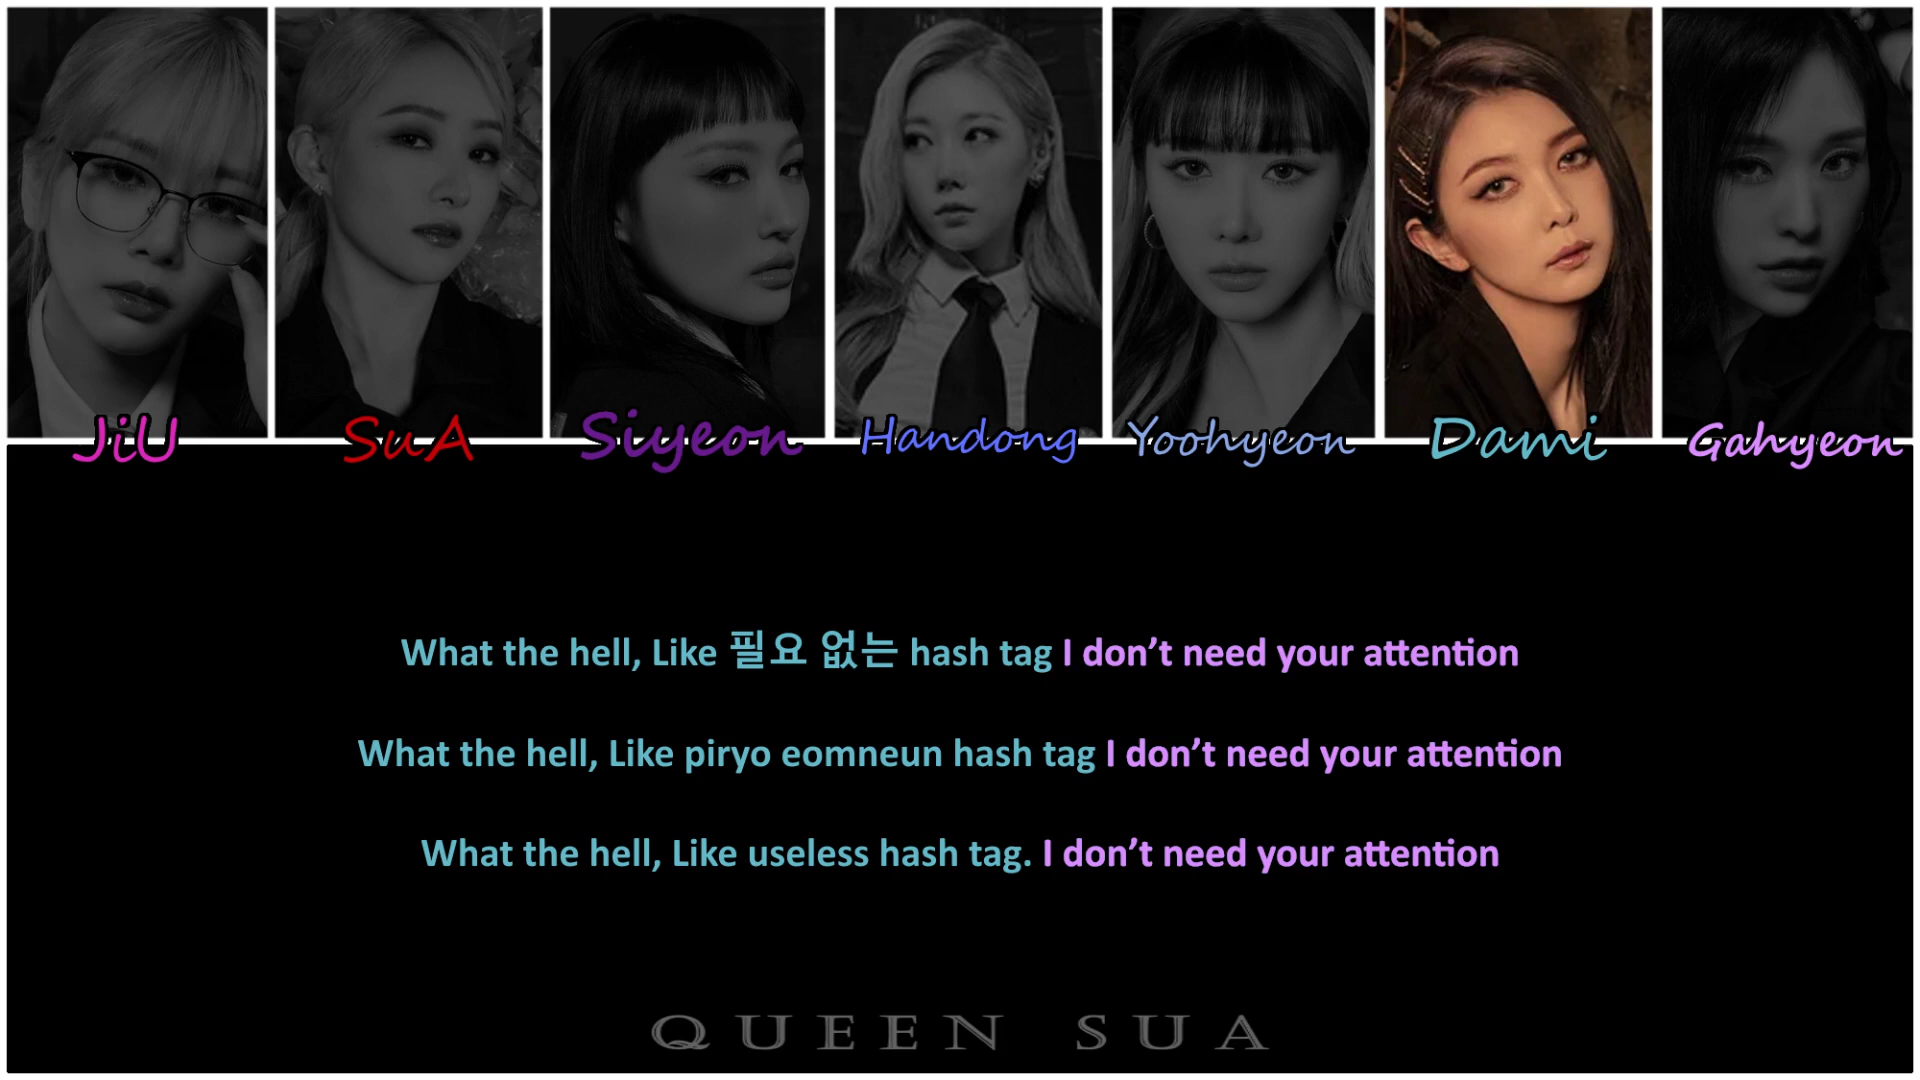 JiU SuA Siyeon Handong Yoohyeon Dami Gahyeon
What the hell, Like 필요 없는 hash tag I don’t need your attention
What the hell, Like piryo eomneun hash tag I don’t need your attention
What the hell, Like useless hash tag. I don’t need your attention
QUEEN SUA